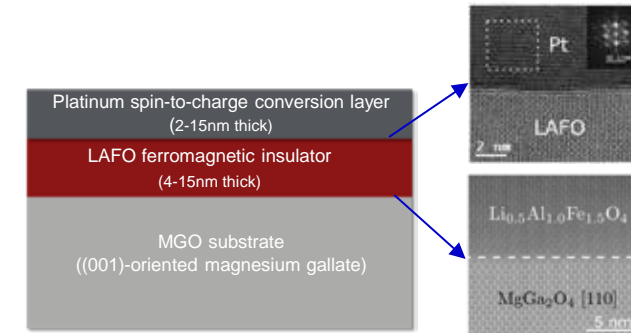 Platinum spin-to-charge conversion layer
(2-15nm thick)
LAFO ferromagnetic insulator
(4-15nm thick)
MGO substrate
((001)-oriented magnesium gallate)
Pt
LAFO
2 nm
Li₀.₅Al₁.₀Fe₁.₅O₄
MgGa₂O₄ [110]
5 nm